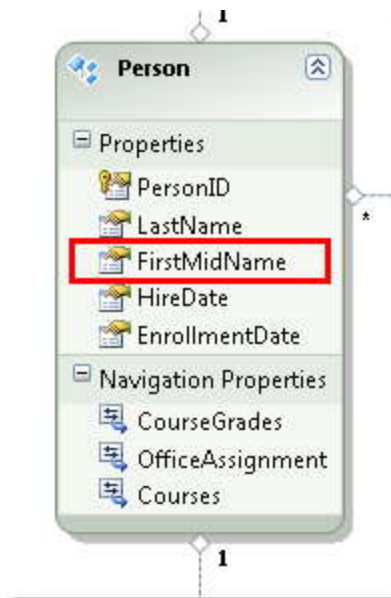 1
Person
Properties
PersonID
*
LastName
FirstMidName
HireDate
EnrollmentDate
Navigation Properties
CourseGrades
OfficeAssignment
Courses
1